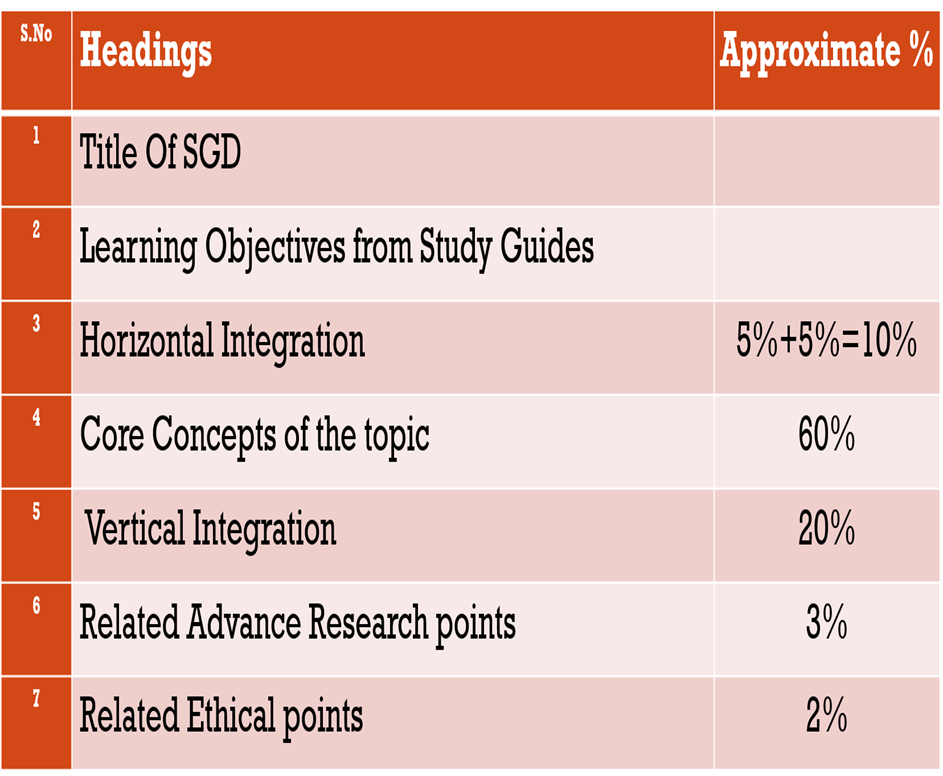 S.No Headings Approximate %
1 Title Of SGD
2 Learning Objectives from Study Guides
3 Horizontal Integration 5%+5%=10%
4 Core Concepts of the topic 60%
5 Vertical Integration 20%
6 Related Advance Research points 3%
7 Related Ethical points 2%